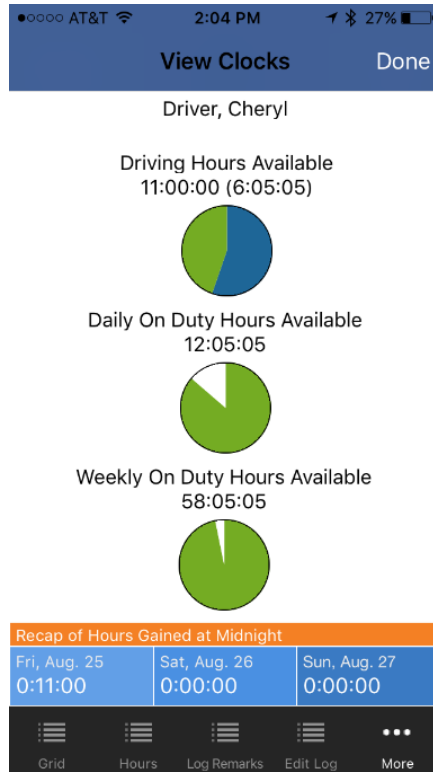 AT&T 2:04 PM 27%
View Clocks Done
Driver, Cheryl
Driving Hours Available
11:00:00 (6:05:05)
Daily On Duty Hours Available
12:05:05
Weekly On Duty Hours Available
58:05:05
Recap of Hours Gained at Midnight
Fri, Aug. 25 Sat, Aug. 26 Sun, Aug. 27
0:11:00 0:00:00 0:00:00
Grid Hours Log Remarks Edit Log More